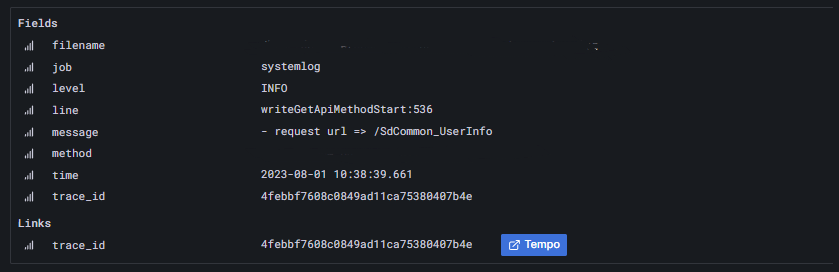 Fields
filename
job systemlog
level INFO
line writeGetApiMethodStart:536
message - request url => /SdCommon_UserInfo
method
time 2023-08-01 10:38:39.661
trace_id 4febbf7608c0849ad11ca75380407b4e
Links
trace_id 4febbf7608c0849ad11ca75380407b4e Tempo